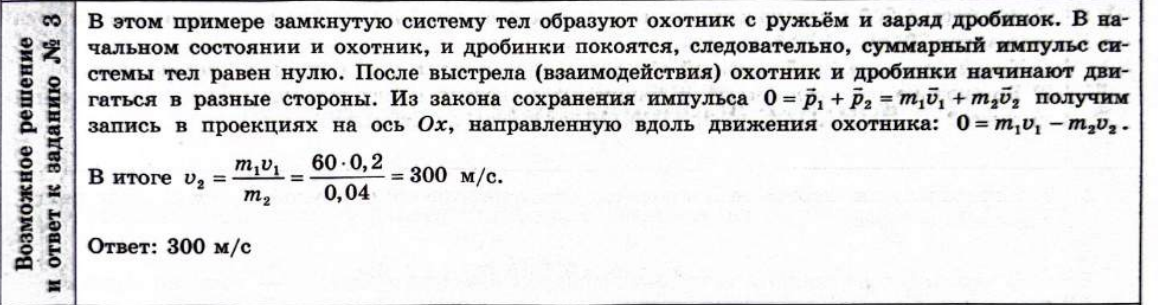 Возможное решение
и ответ к заданию № 3
В этом примере замкнутую систему тел образуют охотник с ружьём и заряд дробинок. В на-
чальном состоянии и охотник, и дробинки покоятся, следовательно, суммарный импульс си-
стемы тел равен нулю. После выстрела (взаимодействия) охотник и дробинки начинают дви-
гаться в разные стороны. Из закона сохранения импульса 0 = p⃗₁ + p⃗₂ = m₁v⃗₁ + m₂v⃗₂ получим
запись в проекциях на ось Ox, направленную вдоль движения охотника: 0 = m₁v₁ − m₂v₂.
В итоге v₂ = m₁v₁/m₂ = 60·0,2/0,04 = 300 м/с.
Ответ: 300 м/с